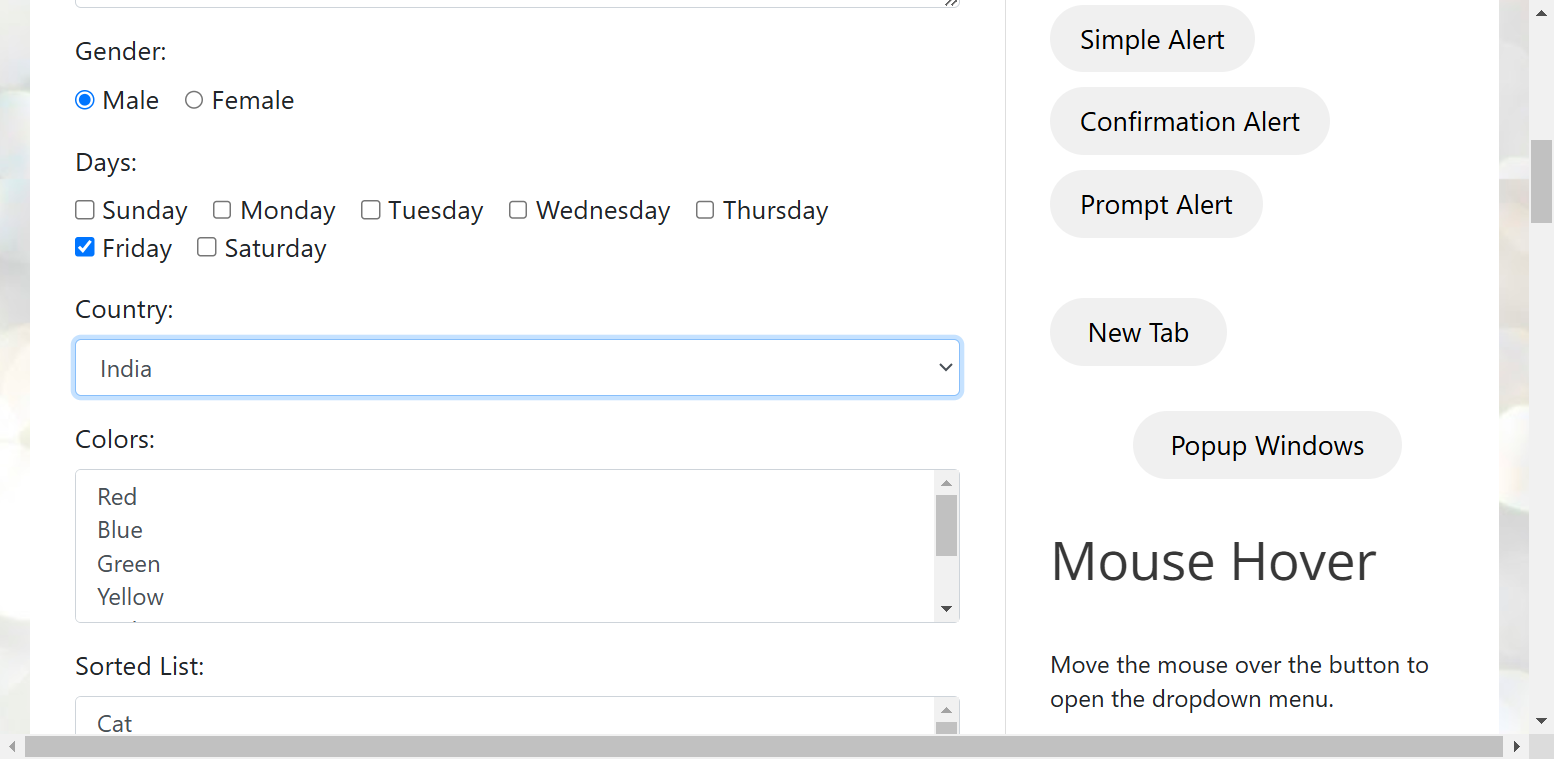 Gender:
Male Female
Days:
Sunday Monday Tuesday Wednesday Thursday
Friday Saturday
Country:
India
Colors:
Red
Blue
Green
Yellow
Sorted List:
Cat
Simple Alert
Confirmation Alert
Prompt Alert
New Tab
Popup Windows
Mouse Hover
Move the mouse over the button to
open the dropdown menu.